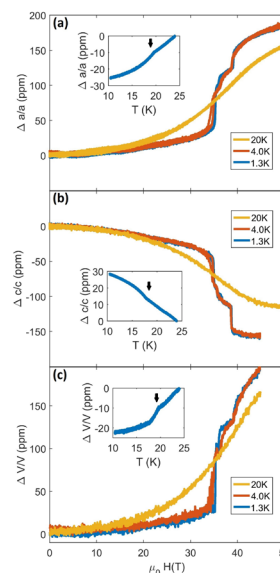 (a)
200
150
100
50
0
-50
Δ a/a (ppm)
0
-10
-20
-30
10 15 20 25
T (K)
Δ a/a (ppm)
20K
4.0K
1.3K
(b)
0
-50
-100
-150
Δ c/c (ppm)
30
20
10
0
10 15 20 25
T (K)
Δ c/c (ppm)
20K
4.0K
1.3K
(c)
150
100
50
0
Δ V/V (ppm)
0
-10
-20
10 15 20 25
T (K)
Δ V/V (ppm)
20K
4.0K
1.3K
0 10 20 30 40
μ₀ H(T)